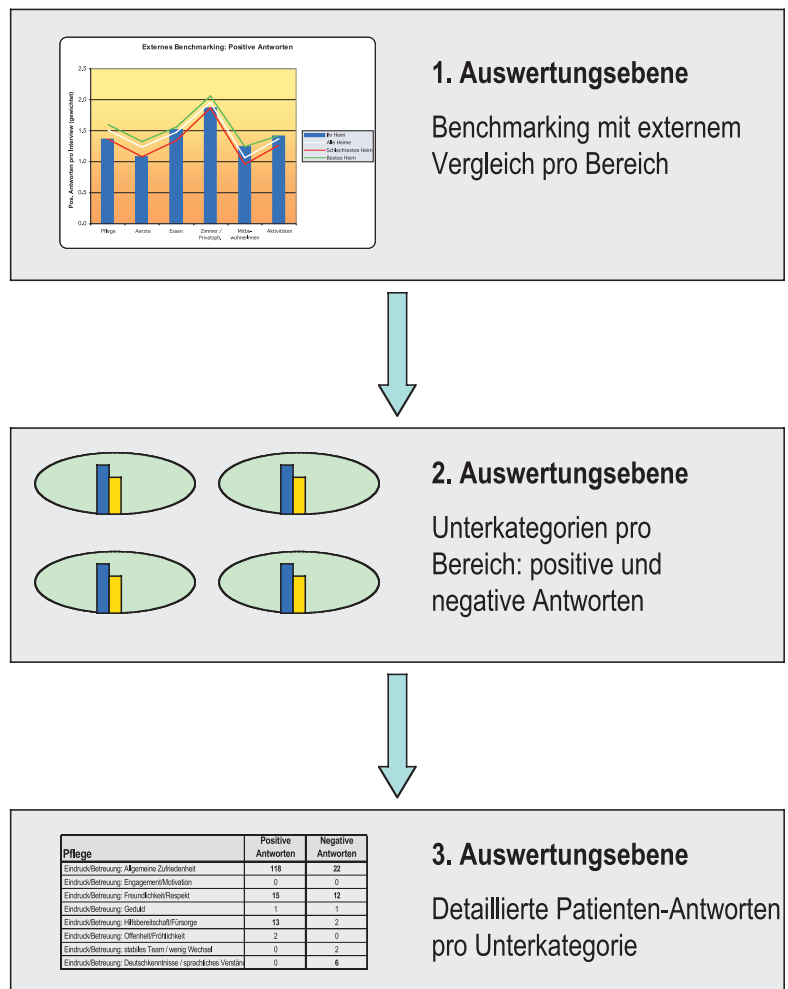 Externes Benchmarking: Positive Antworten
Pos. Antworten pro Interview (gewichtet)
2,5
2,0
1,5
1,0
0,5
0,0
Pflege
Aerzte
Essen
Zimmer /
Privatsph.
Mitbe-
wohnerInnen
Aktivitäten
Ihr Heim
Alle Heime
Schlechtestes Heim
Bestes Heim
1. Auswertungsebene
Benchmarking mit externem
Vergleich pro Bereich
2. Auswertungsebene
Unterkategorien pro
Bereich: positive und
negative Antworten
Pflege Positive Antworten Negative Antworten
Eindruck/Betreuung: Allgemeine Zufriedenheit 118 22
Eindruck/Betreuung: Engagement/Motivation 0 0
Eindruck/Betreuung: Freundlichkeit/Respekt 15 12
Eindruck/Betreuung: Geduld 1 1
Eindruck/Betreuung: Hilfsbereitschaft/Fürsorge 13 2
Eindruck/Betreuung: Offenheit/Fröhlichkeit 2 0
Eindruck/Betreuung: stabiles Team / wenig Wechsel 0 2
Eindruck/Betreuung: Deutschkenntnisse / sprachliches Verständ 0 6
3. Auswertungsebene
Detaillierte Patienten-Antworten
pro Unterkategorie